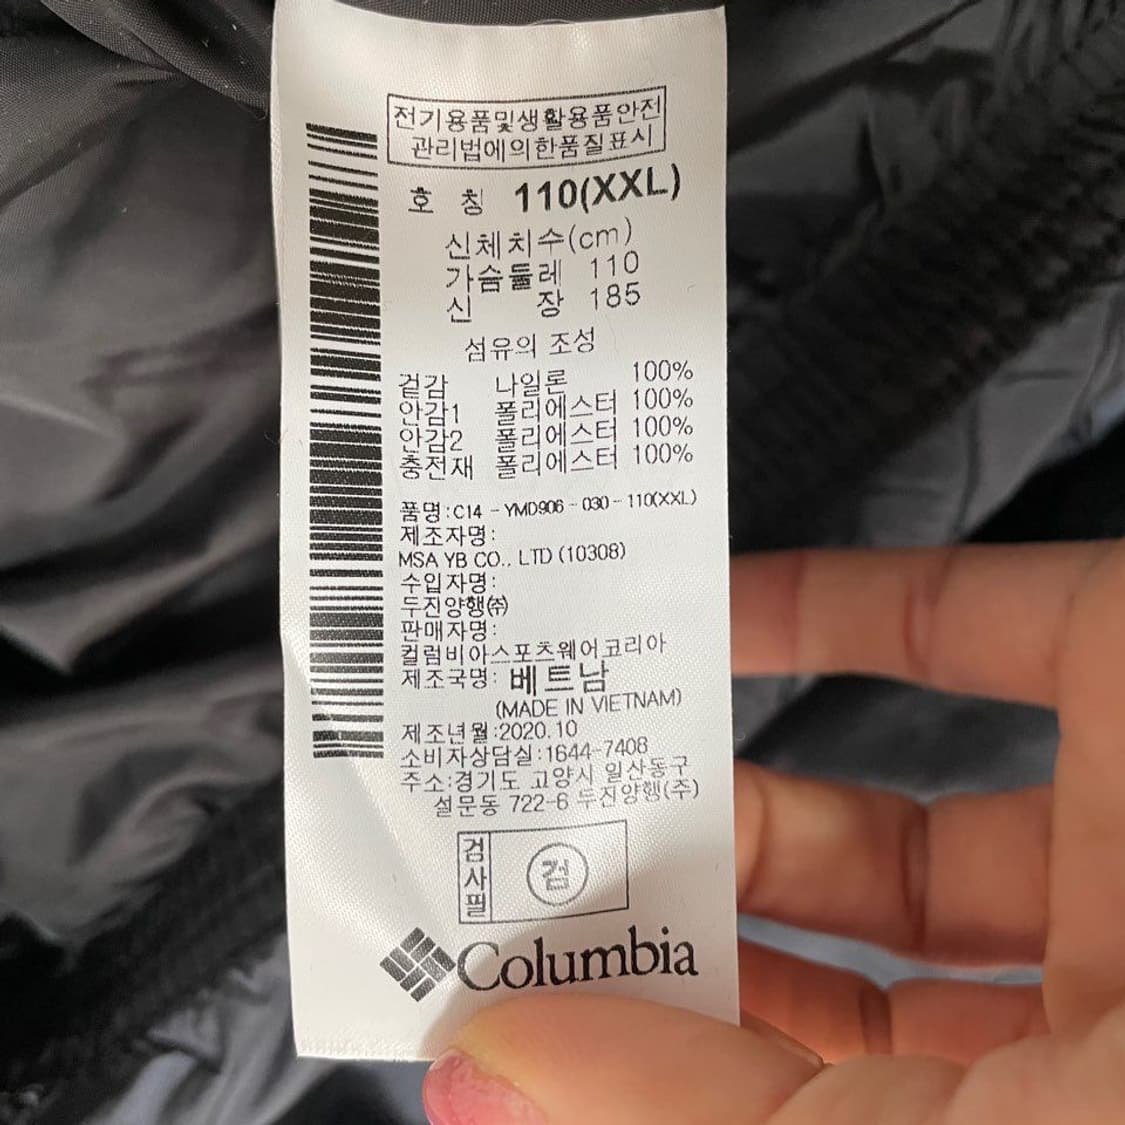 전기용품및생활용품안전
관리법에의한품질표시
호 칭 110(XXL)
신체치수(cm)
가슴둘레 110
신 장 185
섬유의 조성
겉감 나일론 100%
안감1 폴리에스터 100%
안감2 폴리에스터 100%
충전재 폴리에스터 100%
품명:C14 - YMD906 - 030 - 110(XXL)
제조자명:
MSA YB CO., LTD (10308)
수입자명:
두진양행㈜
판매자명:
컬럼비아스포츠웨어코리아
제조국명: 베트남
(MADE IN VIETNAM)
제조년월:2020.10
소비자상담실:1644-7408
주소:경기도 고양시 일산동구
설문동 722-6 두진양행(주)
검사필 검
Columbia